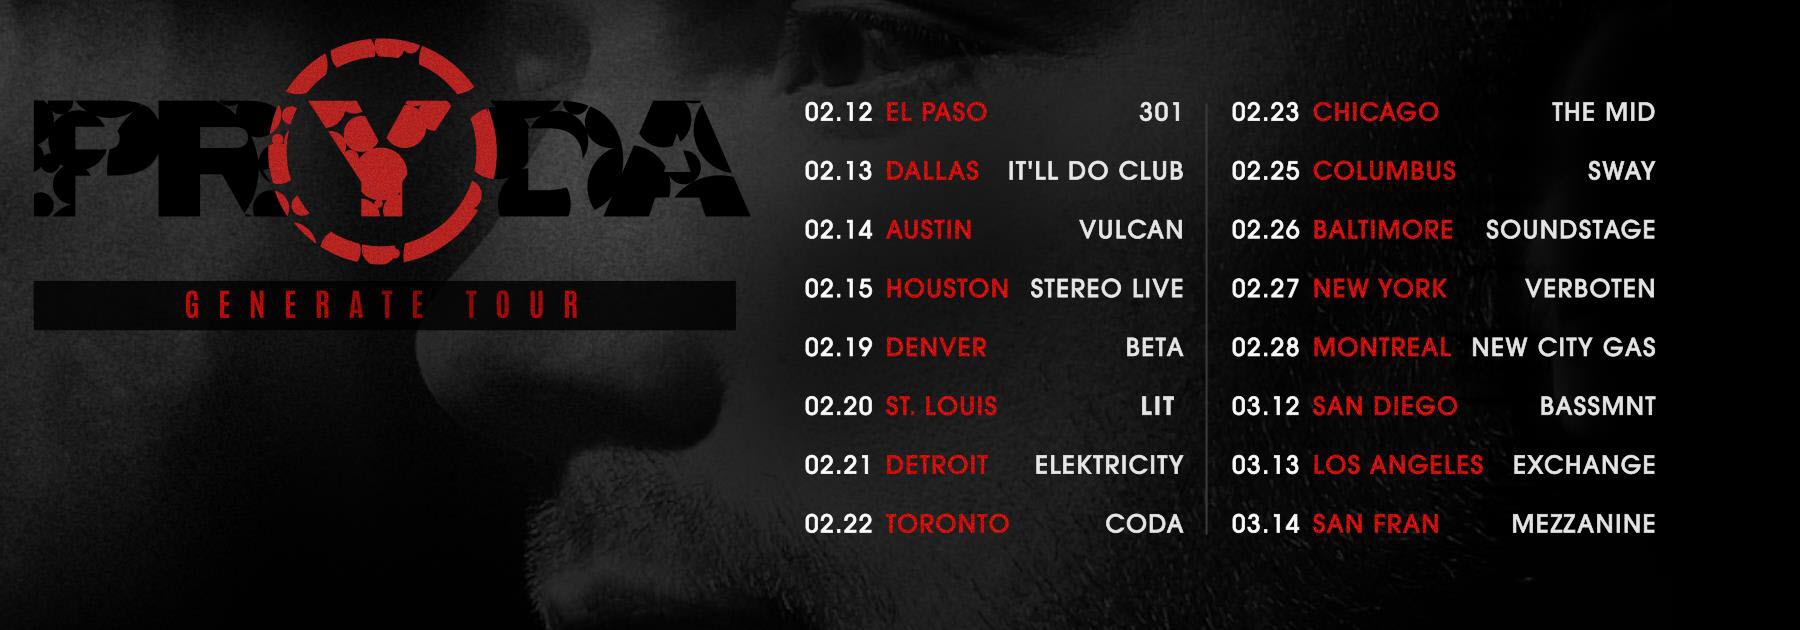 PRYDA
GENERATE TOUR
02.12 EL PASO 301
02.13 DALLAS IT'LL DO CLUB
02.14 AUSTIN VULCAN
02.15 HOUSTON STEREO LIVE
02.19 DENVER BETA
02.20 ST. LOUIS LIT
02.21 DETROIT ELEKTRICITY
02.22 TORONTO CODA
02.23 CHICAGO THE MID
02.25 COLUMBUS SWAY
02.26 BALTIMORE SOUNDSTAGE
02.27 NEW YORK VERBOTEN
02.28 MONTREAL NEW CITY GAS
03.12 SAN DIEGO BASSMNT
03.13 LOS ANGELES EXCHANGE
03.14 SAN FRAN MEZZANINE